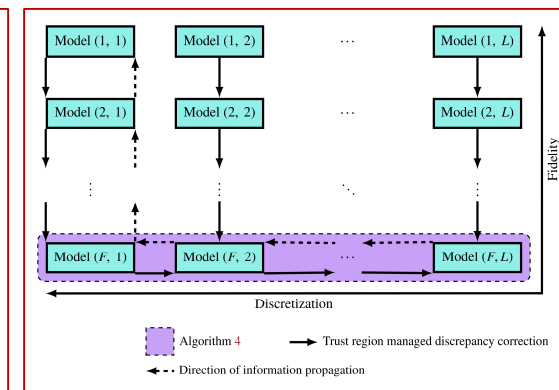 Model (1, 1) Model (1, 2) ... Model (1, L)
Model (2, 1) Model (2, 2) ... Model (2, L)
Fidelity
Model (F, 1) Model (F, 2) ... Model (F, L)
Discretization
Algorithm 4 Trust region managed discrepancy correction
Direction of information propagation